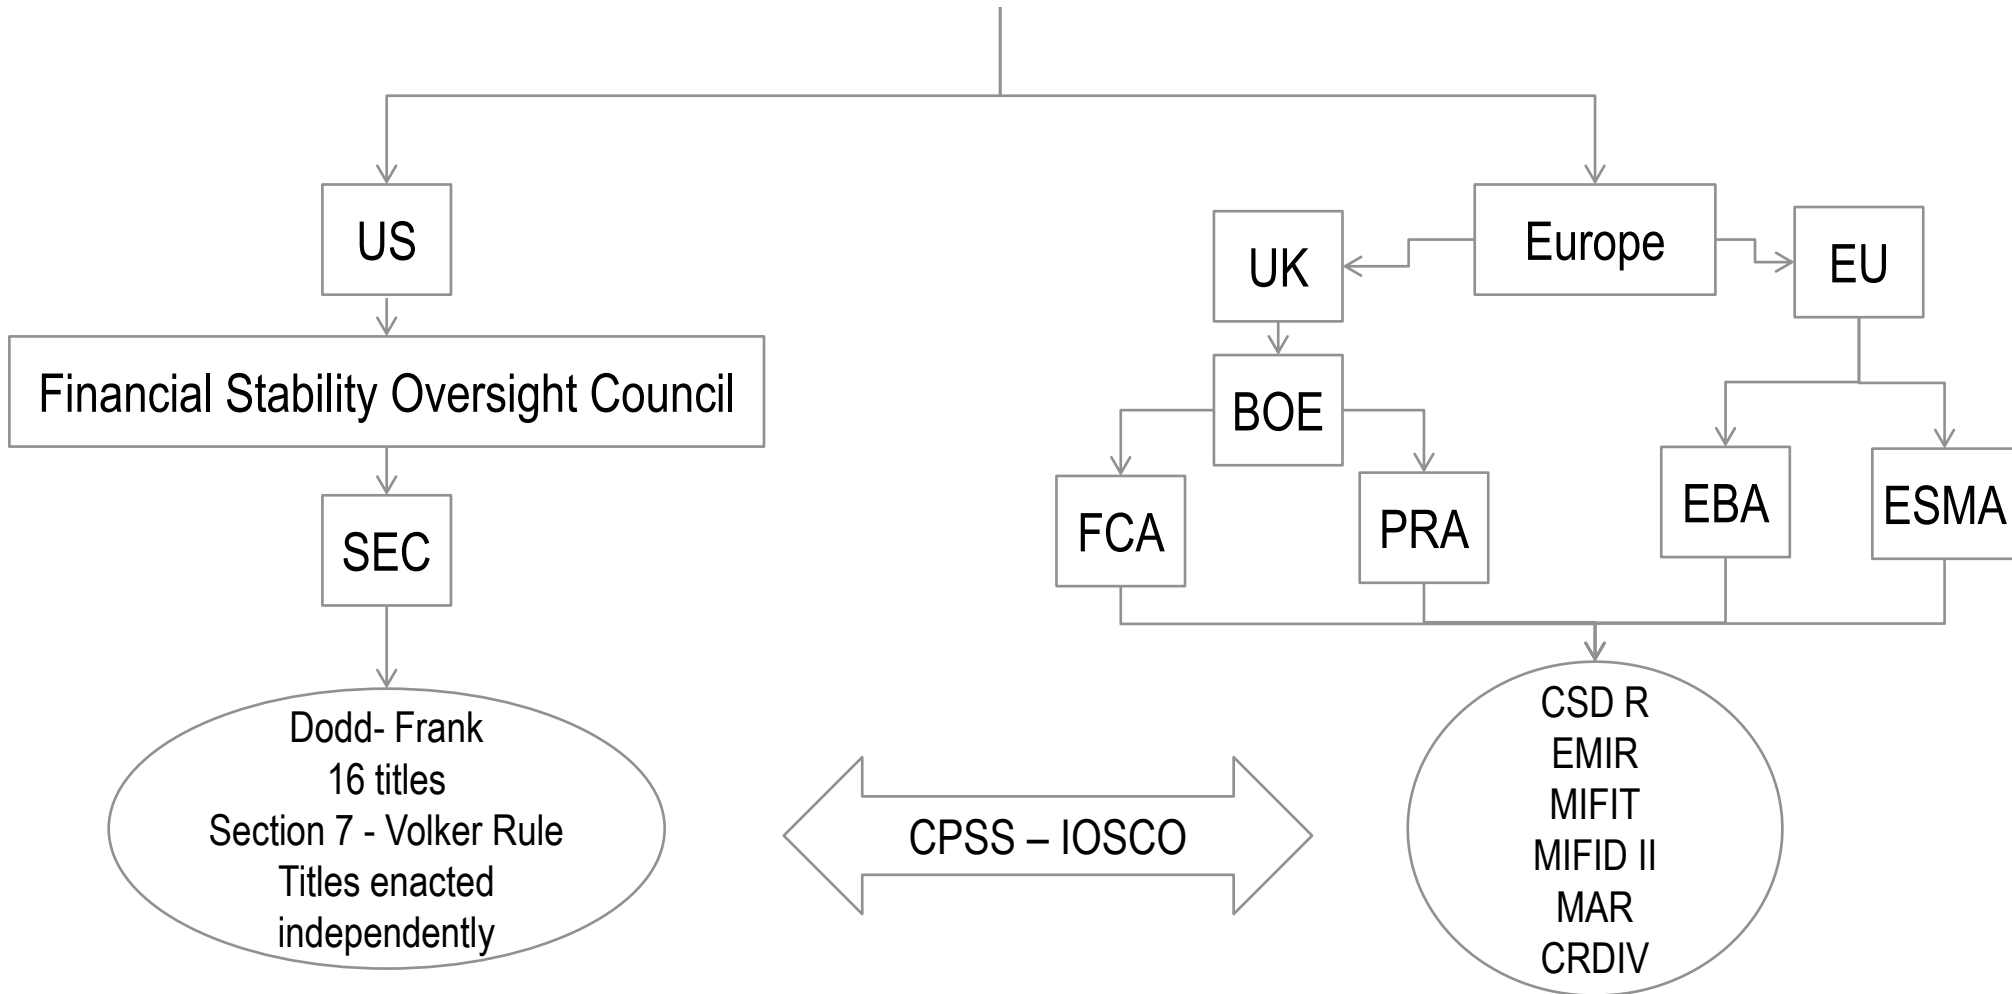 US
Europe
UK
EU
Financial Stability Oversight Council
BOE
SEC
FCA
PRA
EBA
ESMA
Dodd- Frank
16 titles
Section 7 - Volker Rule
Titles enacted
independently
CPSS – IOSCO
CSD R
EMIR
MIFIT
MIFID II
MAR
CRDIV